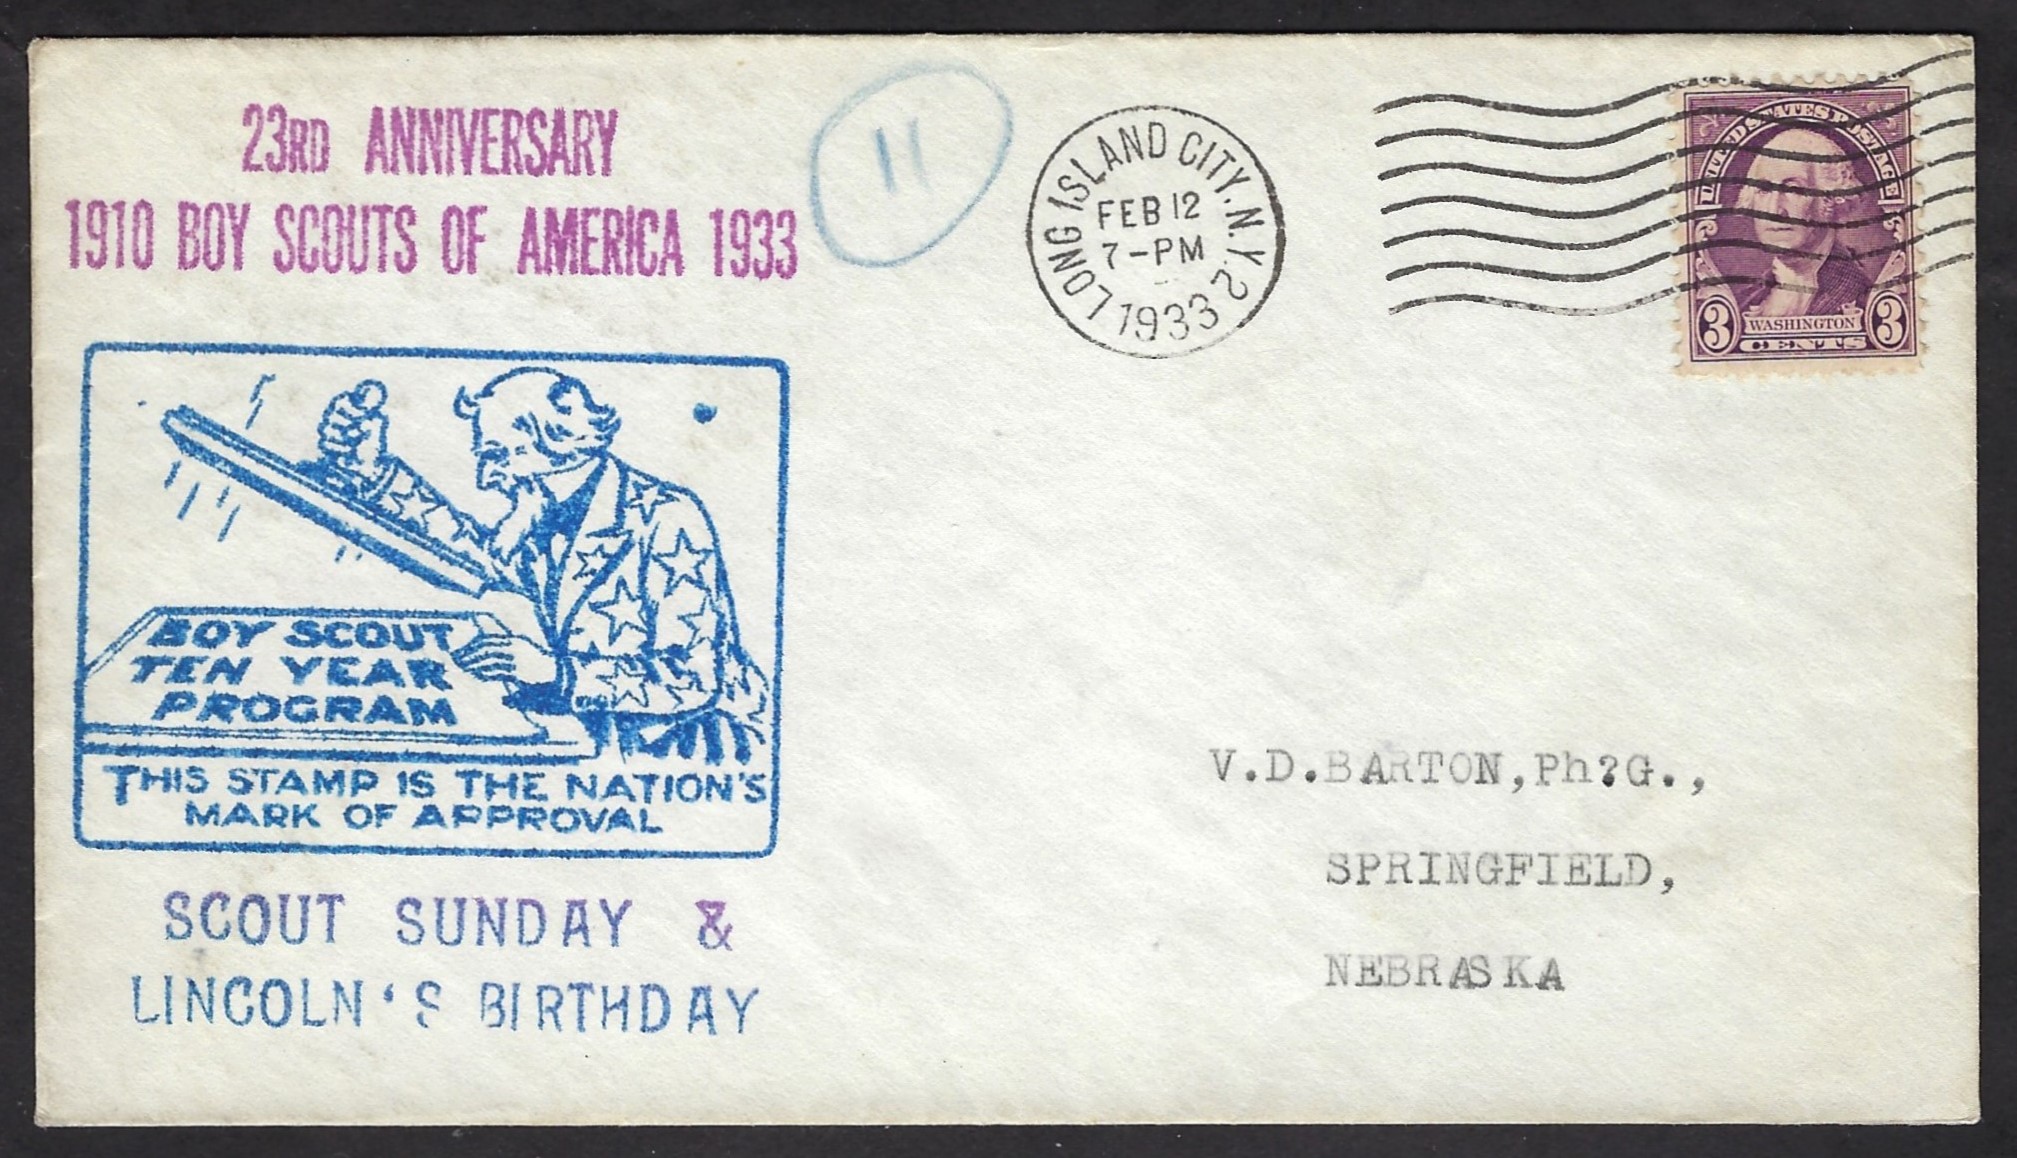 23RD ANNIVERSARY
1910 BOY SCOUTS OF AMERICA 1933
11
LONG ISLAND CITY, N.Y. 2
FEB 12
7-PM
1933
UNITED STATES POSTAGE
3 WASHINGTON 3
CENTS
BOY SCOUT
TEN YEAR
PROGRAM
THIS STAMP IS THE NATION'S
MARK OF APPROVAL
SCOUT SUNDAY &
LINCOLN'S BIRTHDAY
V.D.BARTON,Ph?G.,
SPRINGFIELD,
NEBRASKA